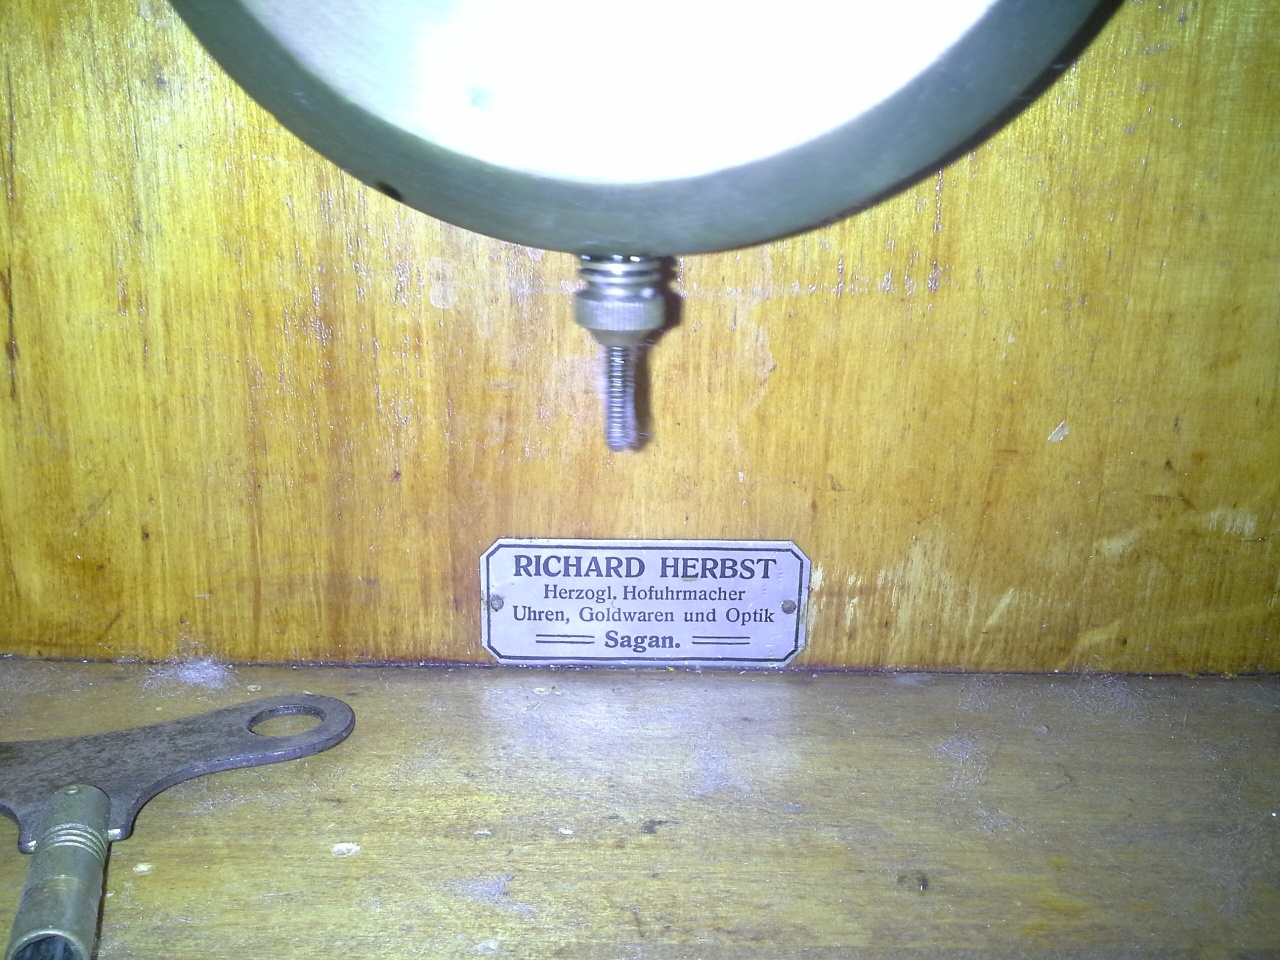 RICHARD HERBST
Herzogl. Hofuhrmacher
Uhren, Goldwaren und Optik
Sagan.